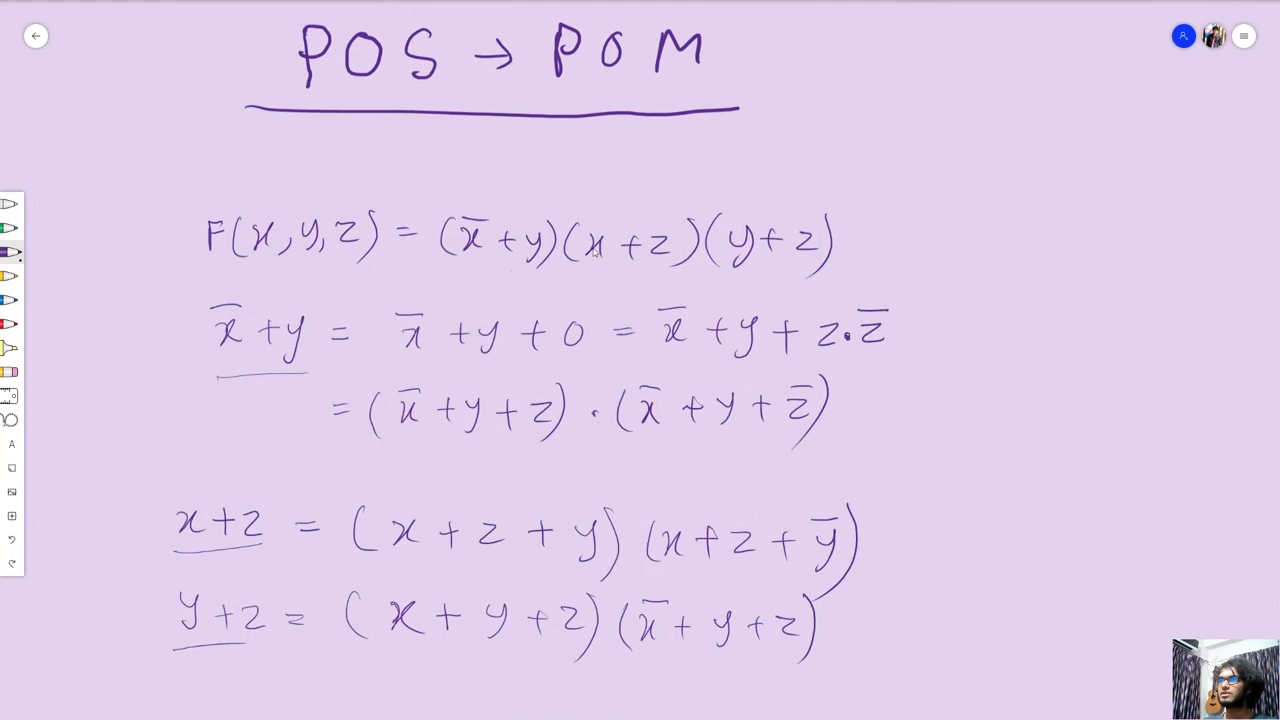 POS → POM
F(x,y,z) = (x̅+y)(x+z)(y+z)
x̅+y = x̅+y+0 = x̅+y+z·z̅
=(x̅+y+z)·(x̅+y+z̅)
x+z = (x+z+y)(x+z+y̅)
y+z = (x+y+z)(x̅+y+z)